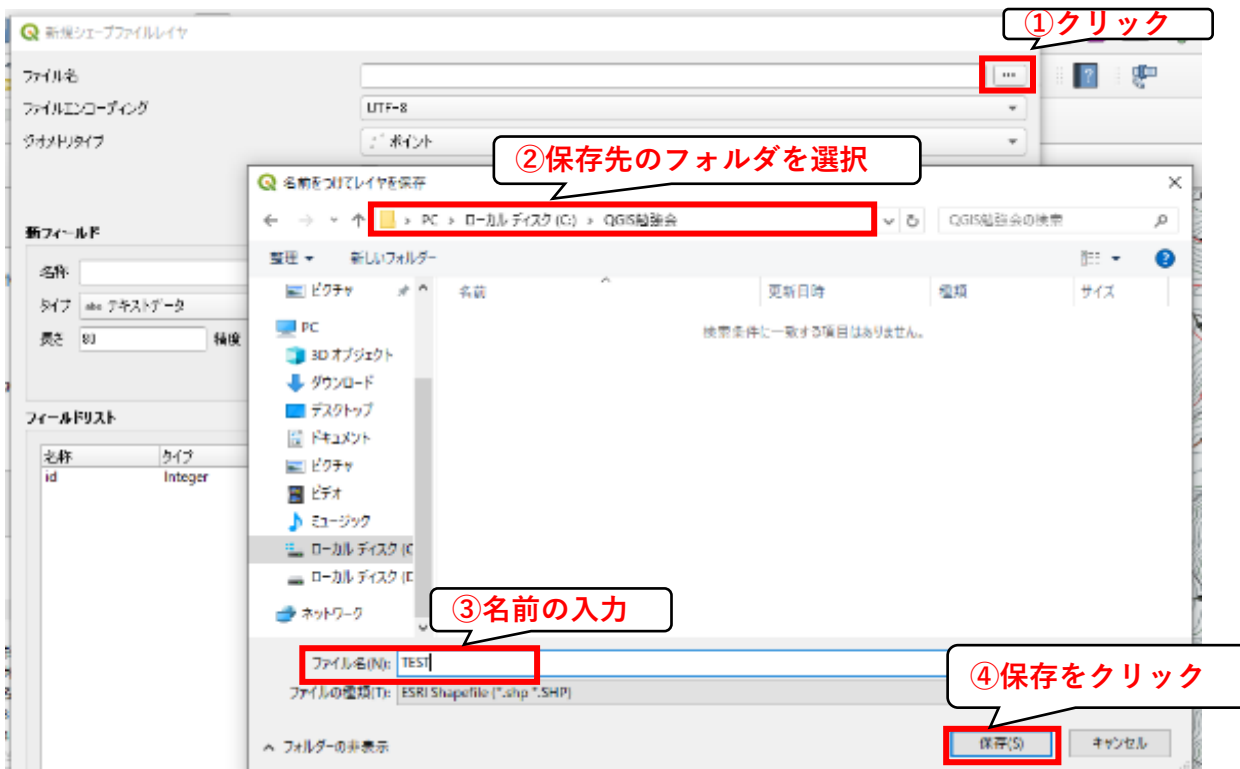 新規シェープファイルレイヤ
①クリック
ファイル名
...
ファイルエンコーディング
UTF-8
ジオメトリタイプ
ポイント
②保存先のフォルダを選択
名前をつけてレイヤを保存
PC › ローカル ディスク (C:) › QGIS勉強会
QGIS勉強会の検索
新フィールド
整理
新しいフォルダー
名称
タイプ
abc テキストデータ
長さ
80
精度
ピクチャ
名前
更新日時
種類
サイズ
検索条件に一致する項目はありません。
PC
3D オブジェクト
ダウンロード
デスクトップ
ドキュメント
ピクチャ
ビデオ
ミュージック
ローカル ディスク (C
ローカル ディスク (D
ネットワーク
フィールドリスト
名称
タイプ
id
Integer
③名前の入力
ファイル名(N):
TEST
ファイルの種類(T):
ESRI Shapefile (*.shp *.SHP)
④保存をクリック
フォルダーの非表示
保存(S)
キャンセル